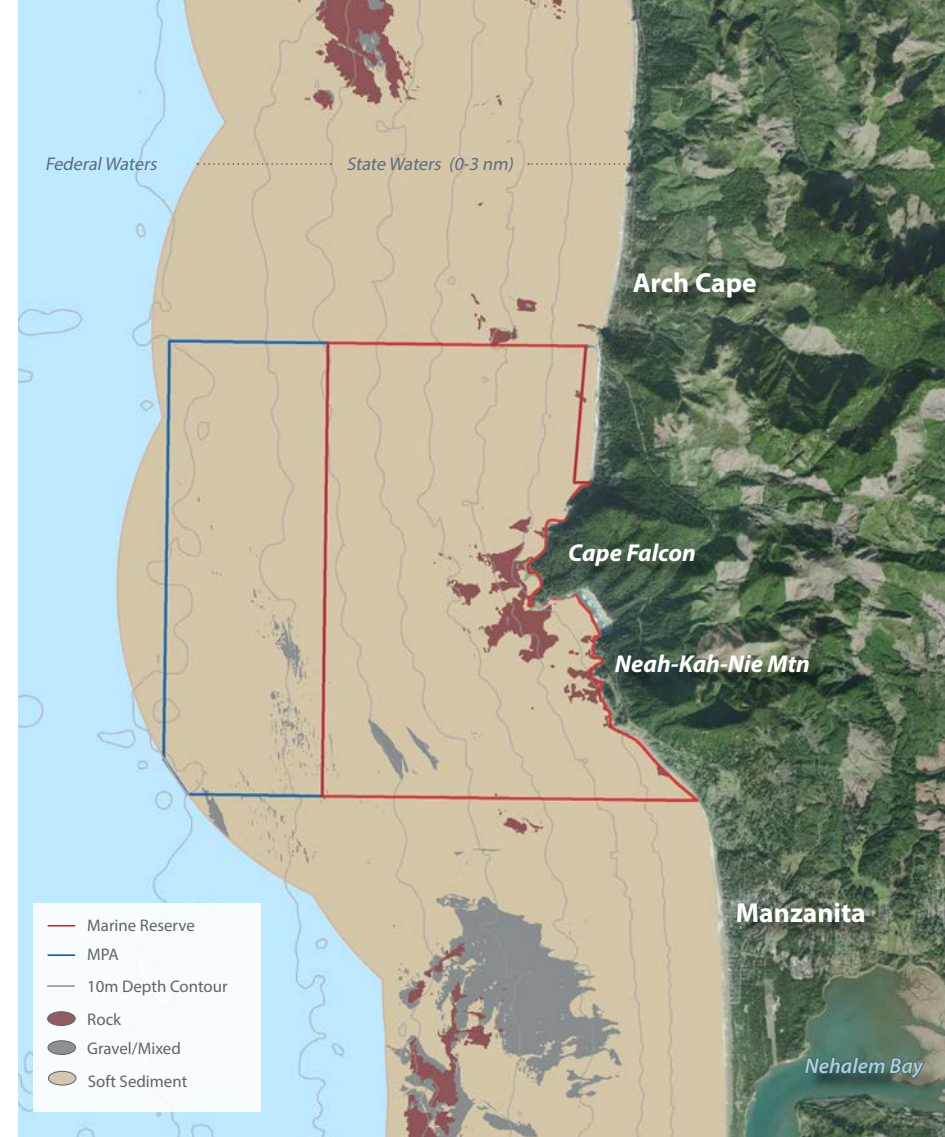 Federal Waters
State Waters (0-3 nm)
Arch Cape
Cape Falcon
Neah-Kah-Nie Mtn
Manzanita
Nehalem Bay
Marine Reserve
MPA
10m Depth Contour
Rock
Gravel/Mixed
Soft Sediment